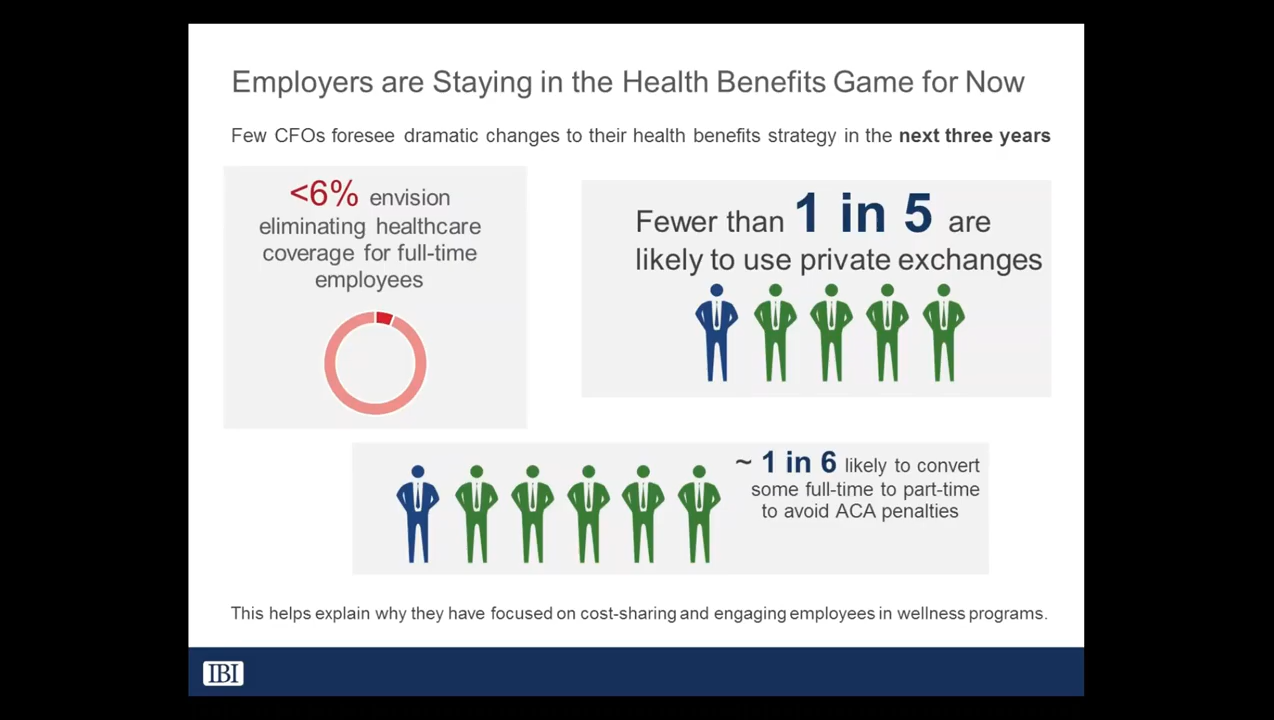 Employers are Staying in the Health Benefits Game for Now
Few CFOs foresee dramatic changes to their health benefits strategy in the next three years
<6% envision
eliminating healthcare
coverage for full-time
employees
Fewer than 1 in 5 are
likely to use private exchanges
~ 1 in 6 likely to convert
some full-time to part-time
to avoid ACA penalties
This helps explain why they have focused on cost-sharing and engaging employees in wellness programs.
IBI